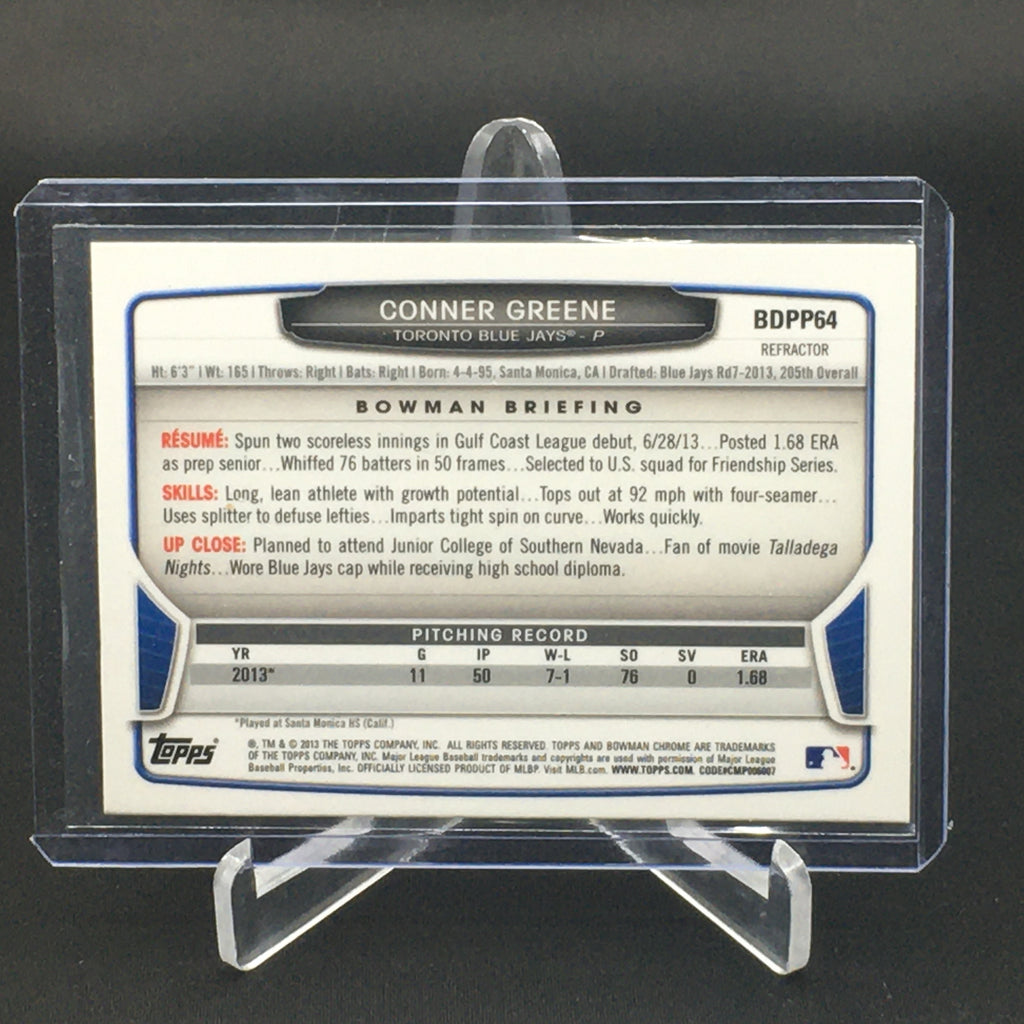 CONNER GREENE
TORONTO BLUE JAYS® - P
BDPP64
REFRACTOR
Ht: 6'3" | Wt: 165 | Throws: Right | Bats: Right | Born: 4-4-95, Santa Monica, CA | Drafted: Blue Jays Rd7-2013, 205th Overall
BOWMAN BRIEFING
RÉSUMÉ: Spun two scoreless innings in Gulf Coast League debut, 6/28/13...Posted 1.68 ERA
as prep senior...Whiffed 76 batters in 50 frames...Selected to U.S. squad for Friendship Series.
SKILLS: Long, lean athlete with growth potential...Tops out at 92 mph with four-seamer...
Uses splitter to defuse lefties...Imparts tight spin on curve...Works quickly.
UP CLOSE: Planned to attend Junior College of Southern Nevada...Fan of movie Talladega
Nights...Wore Blue Jays cap while receiving high school diploma.
PITCHING RECORD
YR G IP W-L SO SV ERA
2013* 11 50 7-1 76 0 1.68
*Played at Santa Monica HS (Calif.)
Topps®
®, TM & © 2013 THE TOPPS COMPANY, INC. ALL RIGHTS RESERVED. TOPPS AND BOWMAN CHROME ARE TRADEMARKS
OF THE TOPPS COMPANY, INC. Major League Baseball trademarks and copyrights are used with permission of Major League
Baseball Properties, Inc. OFFICIALLY LICENSED PRODUCT OF MLBP. Visit MLB.com. WWW.TOPPS.COM. CODE#CMP006007